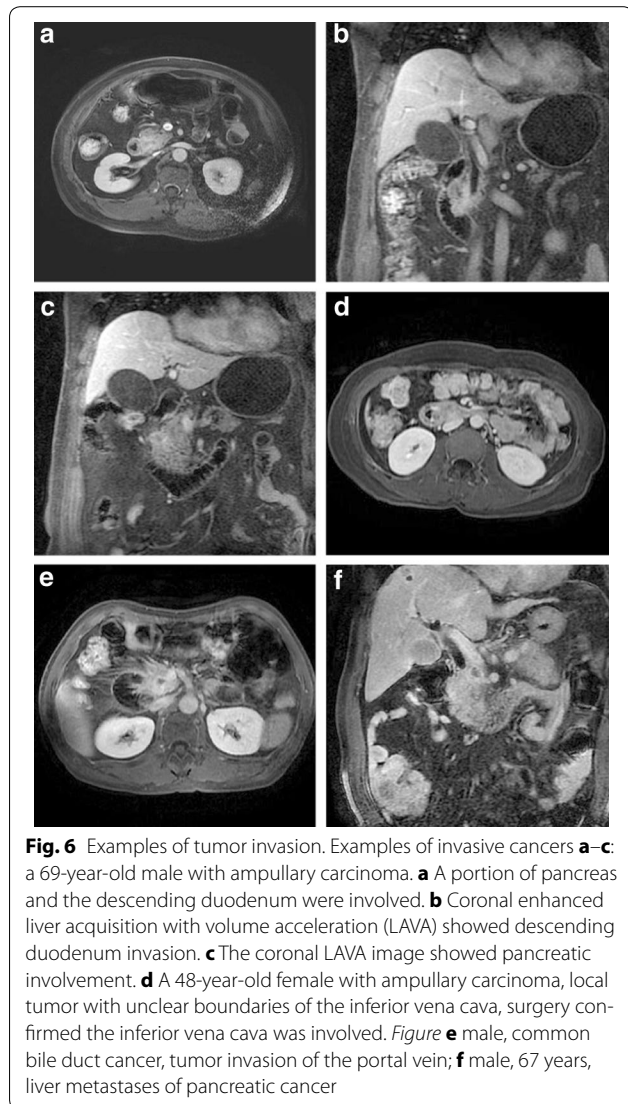 a
b
c
d
e
f
Fig. 6 Examples of tumor invasion. Examples of invasive cancers a–c:
a 69-year-old male with ampullary carcinoma. a A portion of pancreas
and the descending duodenum were involved. b Coronal enhanced
liver acquisition with volume acceleration (LAVA) showed descending
duodenum invasion. c The coronal LAVA image showed pancreatic
involvement. d A 48-year-old female with ampullary carcinoma, local
tumor with unclear boundaries of the inferior vena cava, surgery con-
firmed the inferior vena cava was involved. Figure e male, common
bile duct cancer, tumor invasion of the portal vein; f male, 67 years,
liver metastases of pancreatic cancer